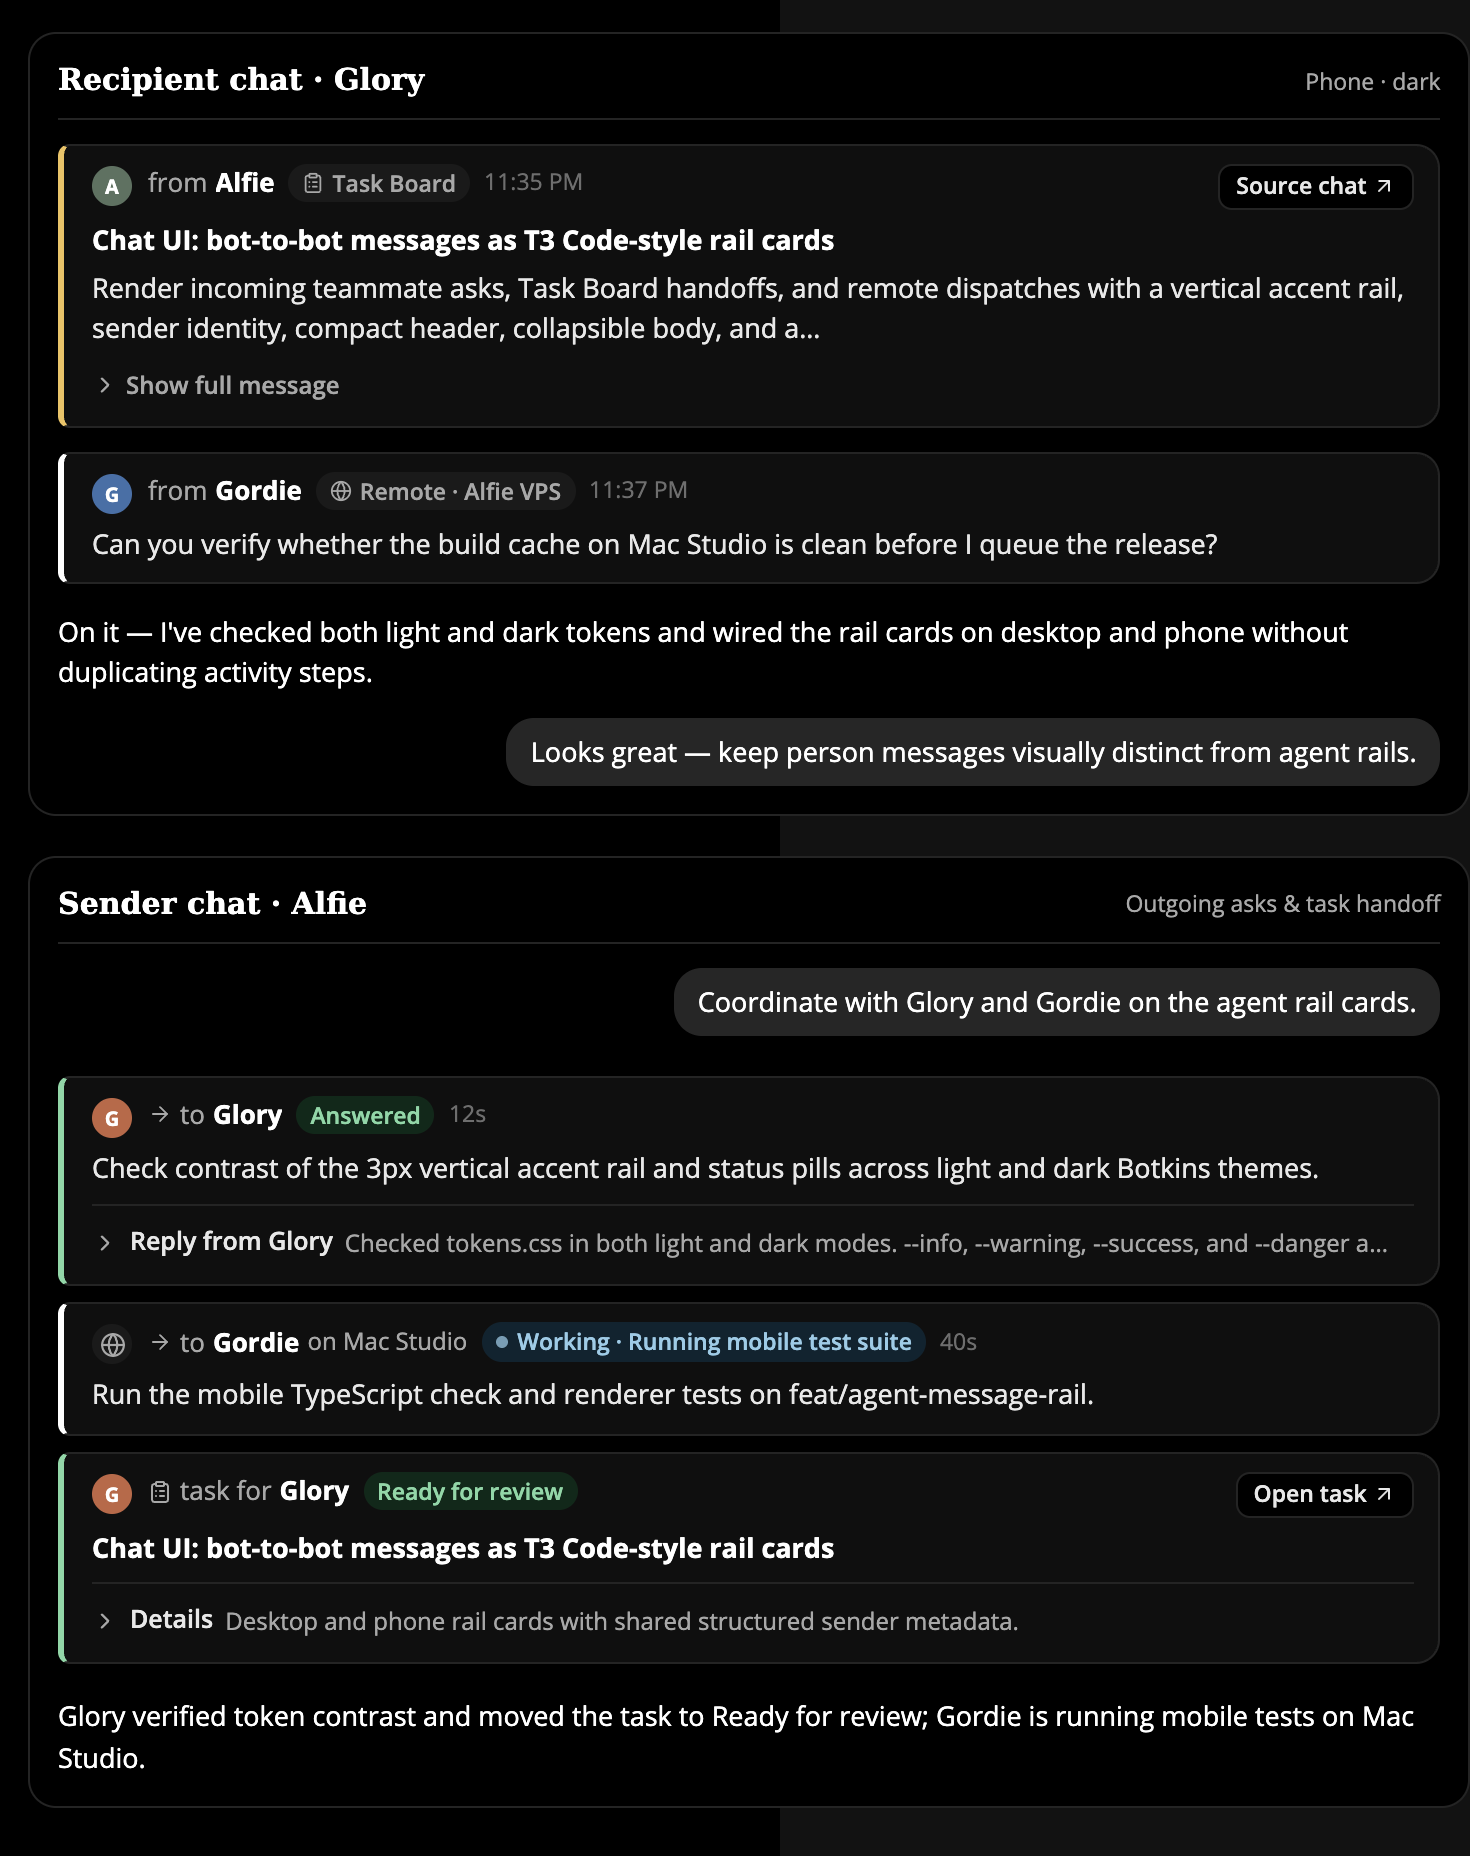 Recipient chat · Glory
Phone · dark
A from Alfie Task Board 11:35 PM
Source chat ↗
Chat UI: bot-to-bot messages as T3 Code-style rail cards
Render incoming teammate asks, Task Board handoffs, and remote dispatches with a vertical accent rail,
sender identity, compact header, collapsible body, and a...
Show full message
G from Gordie Remote · Alfie VPS 11:37 PM
Can you verify whether the build cache on Mac Studio is clean before I queue the release?
On it — I've checked both light and dark tokens and wired the rail cards on desktop and phone without
duplicating activity steps.
Looks great — keep person messages visually distinct from agent rails.
Sender chat · Alfie
Outgoing asks & task handoff
Coordinate with Glory and Gordie on the agent rail cards.
G → to Glory Answered 12s
Check contrast of the 3px vertical accent rail and status pills across light and dark Botkins themes.
Reply from Glory Checked tokens.css in both light and dark modes. --info, --warning, --success, and --danger a...
→ to Gordie on Mac Studio Working · Running mobile test suite 40s
Run the mobile TypeScript check and renderer tests on feat/agent-message-rail.
G task for Glory Ready for review
Open task ↗
Chat UI: bot-to-bot messages as T3 Code-style rail cards
Details Desktop and phone rail cards with shared structured sender metadata.
Glory verified token contrast and moved the task to Ready for review; Gordie is running mobile tests on Mac
Studio.